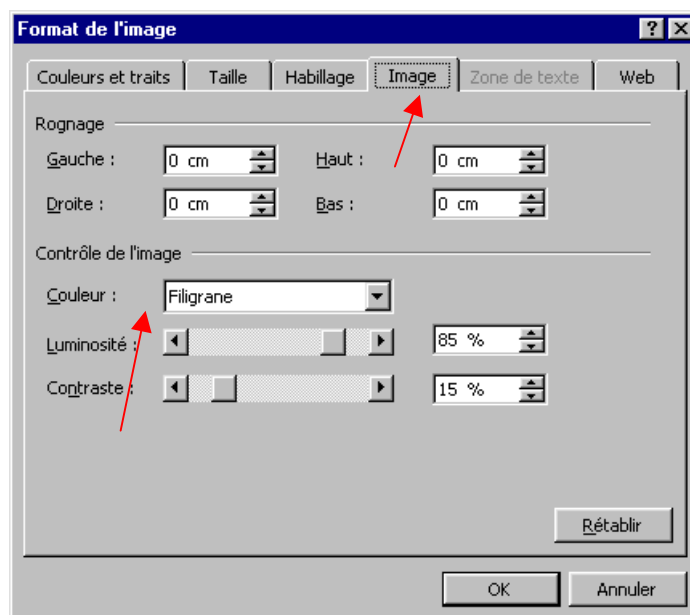 Format de l'image ? X
Couleurs et traits Taille Habillage Image Zone de texte Web
Rognage
Gauche : 0 cm Haut : 0 cm
Droite : 0 cm Bas : 0 cm
Contrôle de l'image
Couleur : Filigrane
Luminosité : 85 %
Contraste : 15 %
Rétablir
OK Annuler